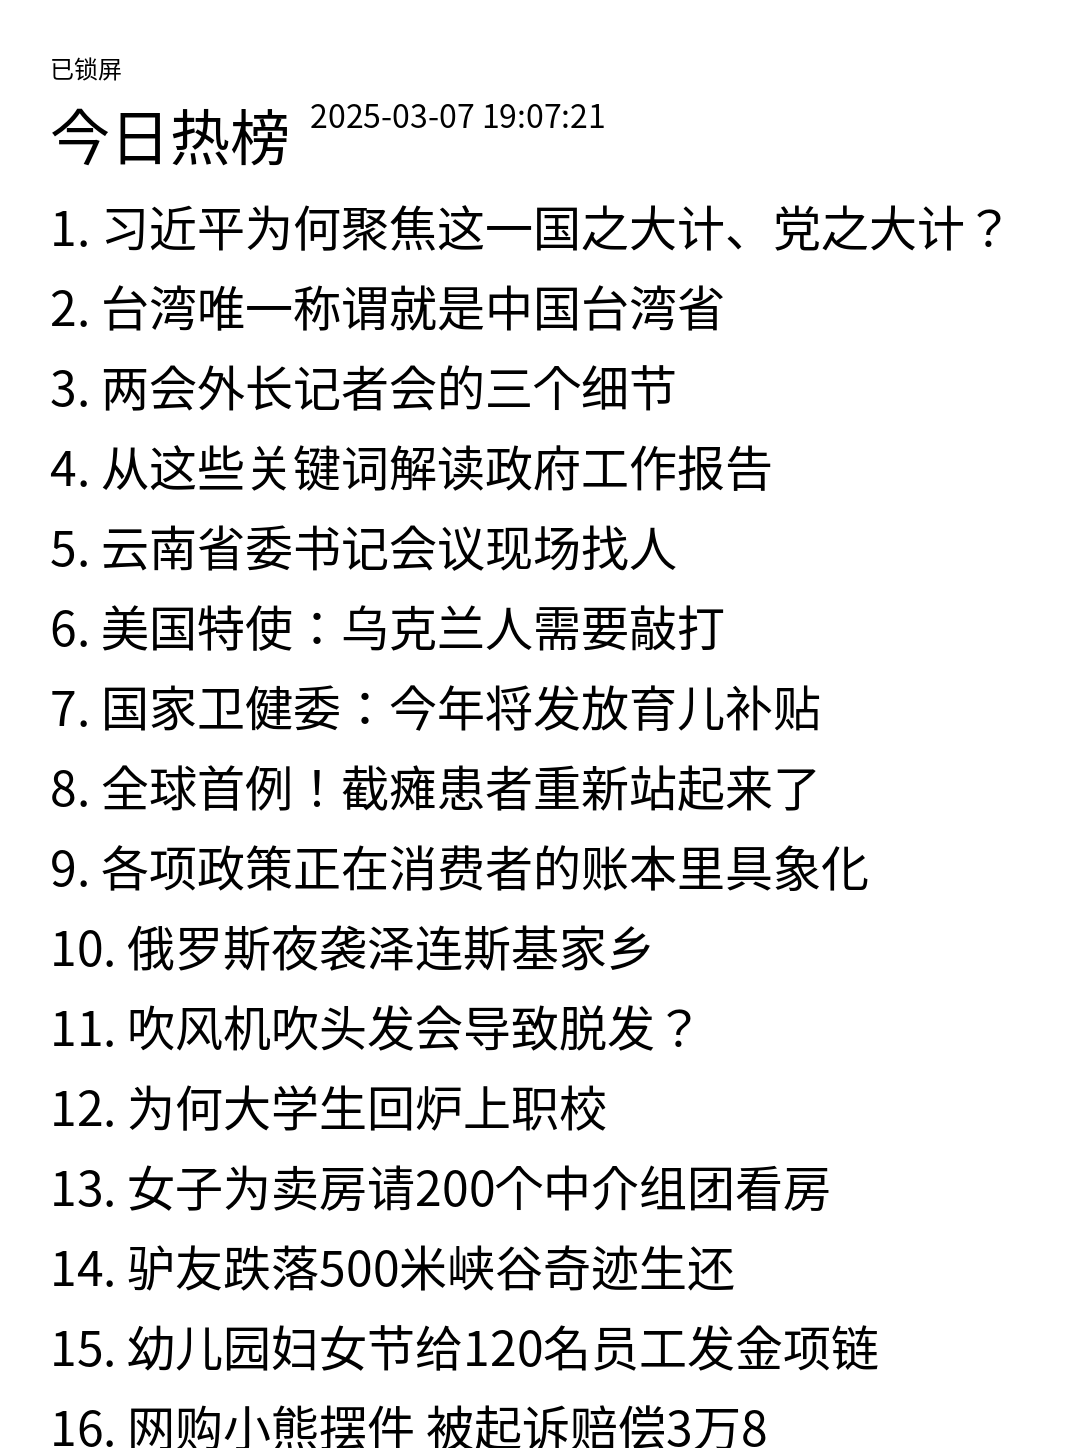 已锁屏
今日热榜 2025-03-07 19:07:21
1. 习近平为何聚焦这一国之大计、党之大计？
2. 台湾唯一称谓就是中国台湾省
3. 两会外长记者会的三个细节
4. 从这些关键词解读政府工作报告
5. 云南省委书记会议现场找人
6. 美国特使：乌克兰人需要敲打
7. 国家卫健委：今年将发放育儿补贴
8. 全球首例！截瘫患者重新站起来了
9. 各项政策正在消费者的账本里具象化
10. 俄罗斯夜袭泽连斯基家乡
11. 吹风机吹头发会导致脱发？
12. 为何大学生回炉上职校
13. 女子为卖房请200个中介组团看房
14. 驴友跌落500米峡谷奇迹生还
15. 幼儿园妇女节给120名员工发金项链
16. 网购小熊摆件 被起诉赔偿3万8